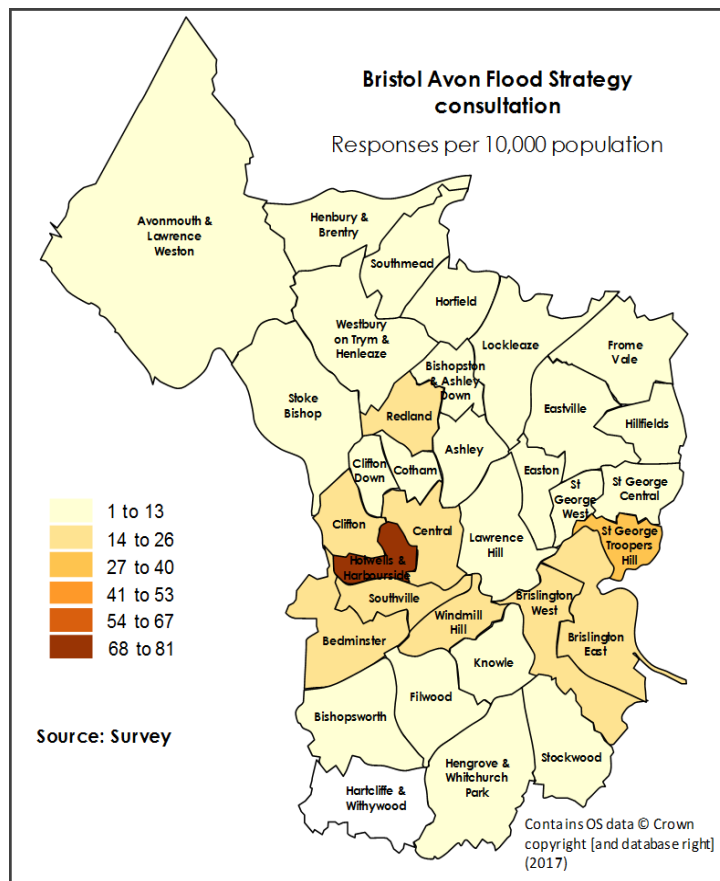 Bristol Avon Flood Strategy
consultation
Responses per 10,000 population
Avonmouth &
Lawrence
Weston
Henbury &
Brentry
Southmead
Horfield
Lockleaze
Frome
Vale
Westbury
on Trym &
Henleaze
Bishopston
& Ashley
Down
Stoke
Bishop
Redland
Eastville
Hillfields
Clifton
Down
Cotham
Ashley
Easton
St
George
West
St George
Central
Clifton
Central
Lawrence
Hill
St George
Troopers
Hill
Hotwells &
Harbourside
Southville
Brislington
West
Windmill
Hill
Bedminster
Brislington
East
Knowle
Filwood
Bishopsworth
Stockwood
Hengrove &
Whitchurch
Park
Hartcliffe
& Withywood
1 to 13
14 to 26
27 to 40
41 to 53
54 to 67
68 to 81
Source: Survey
Contains OS data © Crown
copyright [and database right]
(2017)